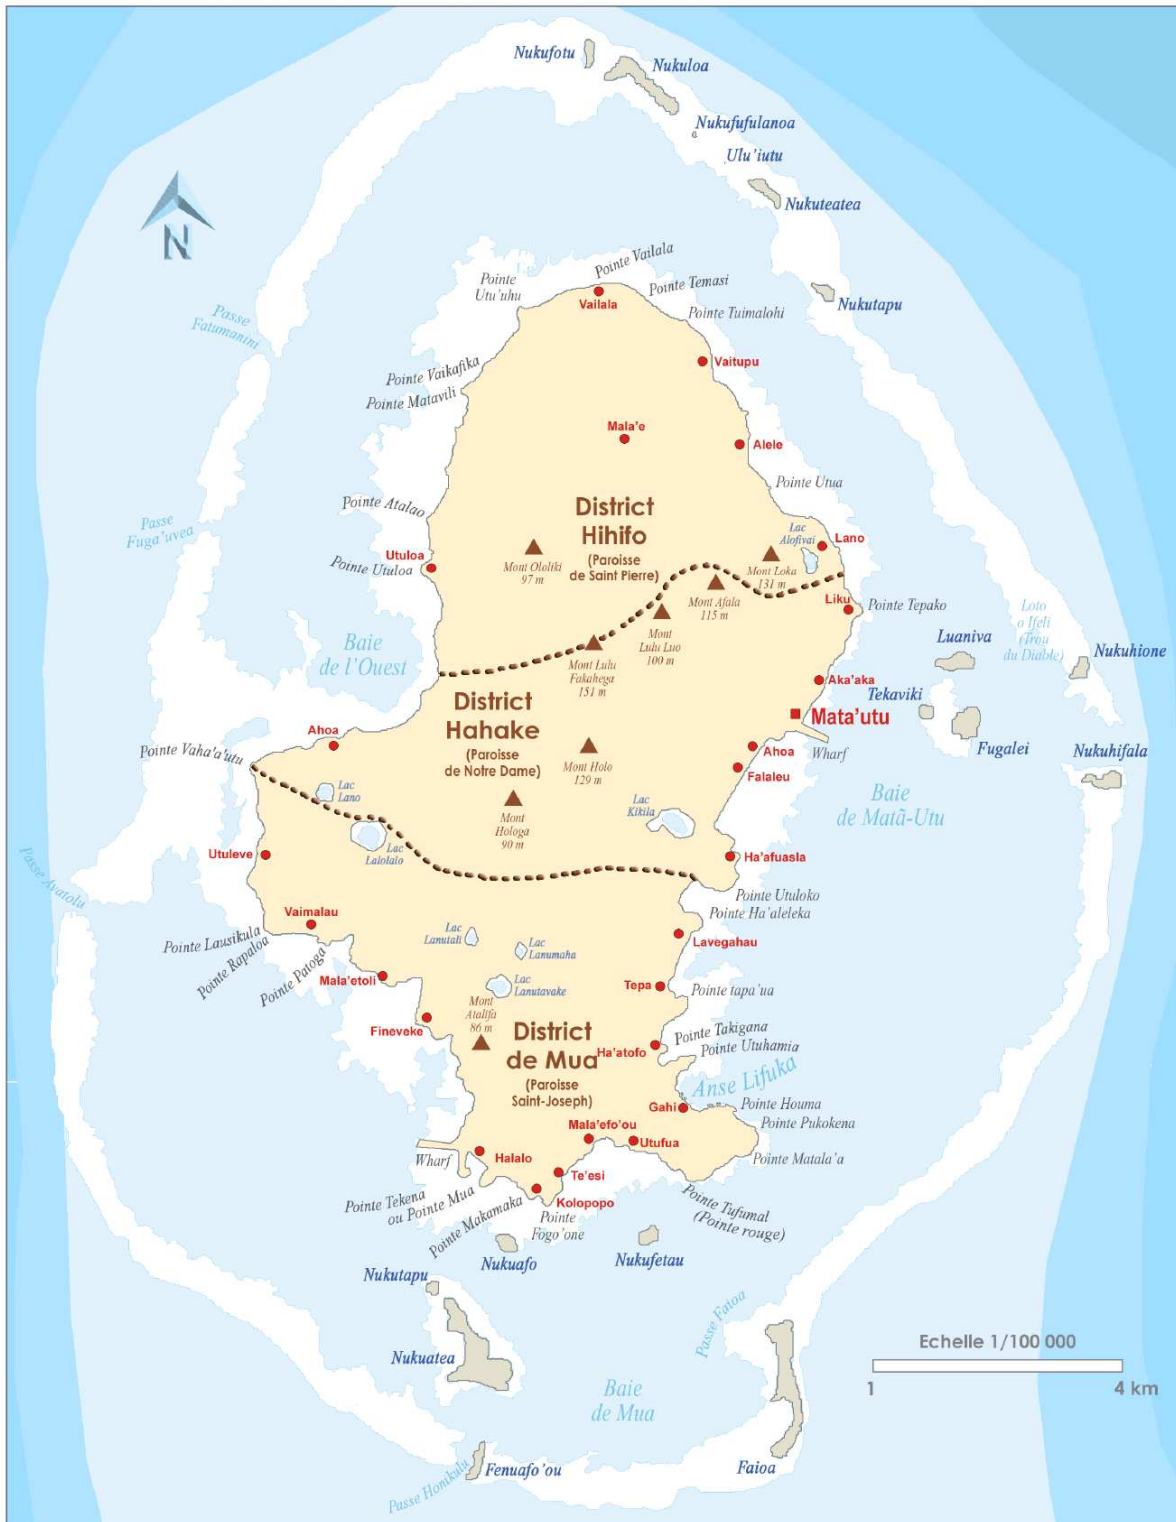 Nukufotu
Nukuloa
Nukufufulanoa
Ulu'iutu
Nukuteatea
N
Nukutapu
Passe
Fatumanini
Pointe
Utu'uhu
Pointe Vailala
Vailala
Pointe Temasi
Pointe Tuimalohi
Vaitupu
Pointe Vaikafika
Pointe Matavili
Mala'e
Alele
Pointe Utua
Pointe Atalao
Passe
Fuga'uvea
District
Hihifo
(Paroisse
de Saint Pierre)
Lac
Alofivai
Lano
Utuloa
Pointe Utuloa
Mont Ololiki
97 m
Mont Loka
131 m
Mont Afala
115 m
Liku
Pointe Tepako
Mont
Lulu Luo
100 m
Loto
o Ifeli
(Trou
du Diable)
Luaniva
Nukuhione
Baie
de l'Ouest
Mont Lulu
Fakahega
151 m
Aka'aka
Tekaviki
District
Hahake
(Paroisse
de Notre Dame)
Mata'utu
Fugalei
Ahoa
Pointe Vaha'a'utu
Ahoa
Wharf
Nukuhifala
Falaleu
Mont Holo
129 m
Lac
Lano
Mont
Hologa
90 m
Lac
Kikila
Baie
de Matã-Utu
Lac
Lalolalo
Utuleve
Ha'afuasla
Passe Avatolu
Pointe Utuloko
Pointe Ha'aleleka
Vaimalau
Pointe Lausikula
Pointe Rapaloa
Pointe Patoga
Lac
Lanutali
Lac
Lanumaha
Lavegahau
Mala'etoli
Lac
Lanutavake
Tepa
Pointe tapa'ua
Mont
Atalifa
86 m
Fineveke
District
de Mua
(Paroisse
Saint-Joseph)
Ha'atofo
Pointe Takigana
Pointe Utuhamia
Anse Lifuka
Gahi
Pointe Houma
Pointe Pukokena
Mala'efo'ou
Utufua
Pointe Matala'a
Wharf
Halalo
Te'esi
Kolopopo
Pointe Tekena
ou Pointe Mua
Pointe Makamaka
Pointe
Fogo'one
Pointe Tufumal
(Pointe rouge)
Nukuafo
Nukufetau
Nukutapu
Passe Faioa
Nukuatea
Echelle 1/100 000
1 4 km
Baie
de Mua
Passe Honikulu
Fenuafo'ou
Faioa